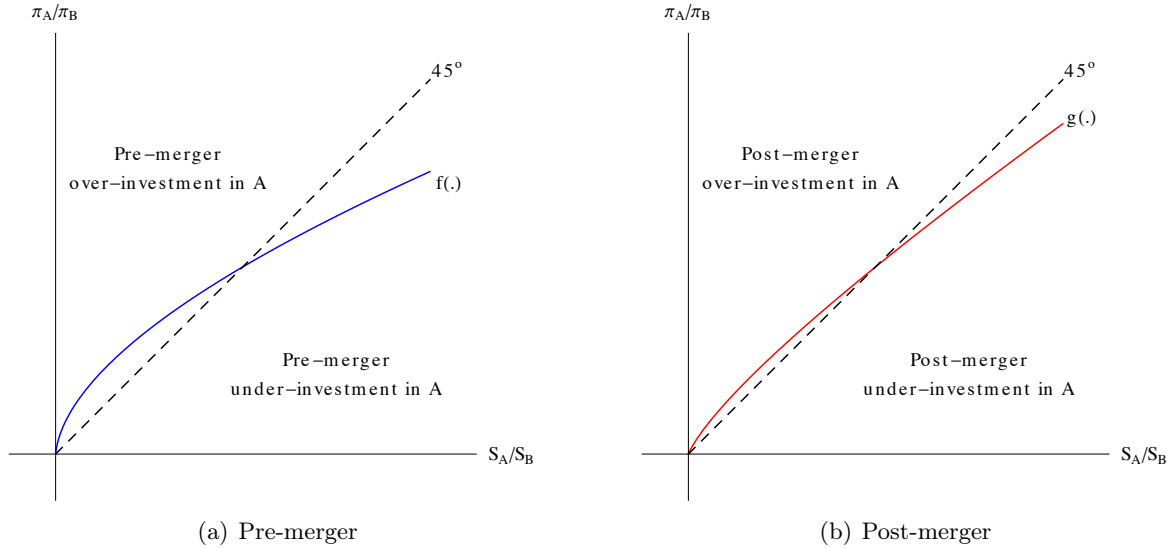 π_A/π_B
45°
Pre-merger
over-investment in A
f(.)
Pre-merger
under-investment in A
S_A/S_B
(a) Pre-merger
π_A/π_B
45°
g(.)
Post-merger
over-investment in A
Post-merger
under-investment in A
S_A/S_B
(b) Post-merger